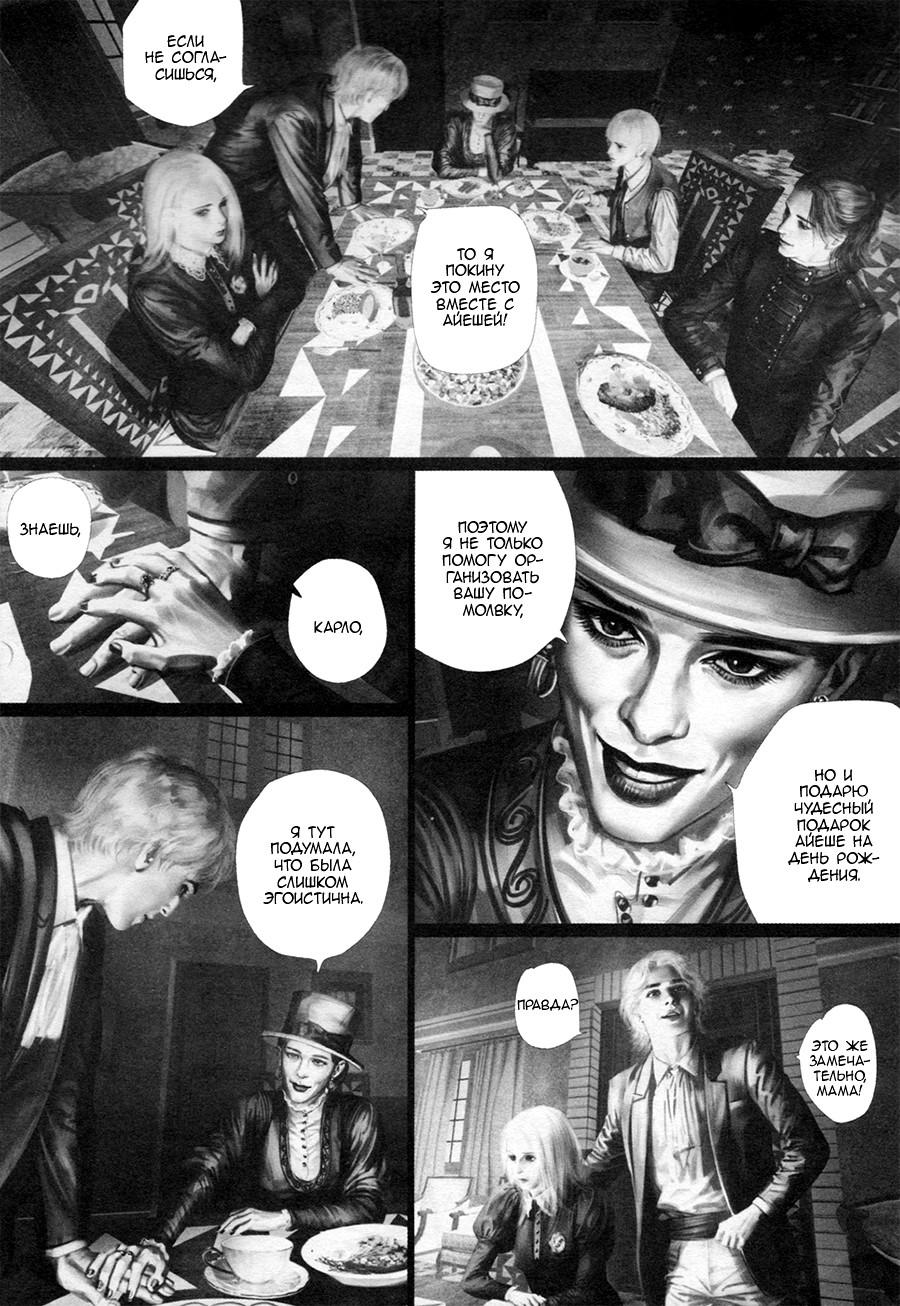 ЕСЛИ
НЕ СОГЛА-
СИШЬСЯ,
ТО Я
ПОКИНУ
ЭТО МЕСТО
ВМЕСТЕ С
АЙЕШЕЙ!
ЗНАЕШЬ,
КАРЛО,
Я ТУТ
ПОДУМАЛА,
ЧТО БЫЛА
СЛИШКОМ
ЭГОИСТИЧНА.
ПОЭТОМУ
Я НЕ ТОЛЬКО
ПОМОГУ ОР-
ГАНИЗОВАТЬ
ВАШУ ПО-
МОЛВКУ,
НО И
ПОДАРЮ
ЧУДЕСНЫЙ
ПОДАРОК
АЙЕШЕ НА
ДЕНЬ РОЖ-
ДЕНИЯ.
ПРАВДА?
ЭТО ЖЕ
ЗАМЕЧА-
ТЕЛЬНО,
МАМА!